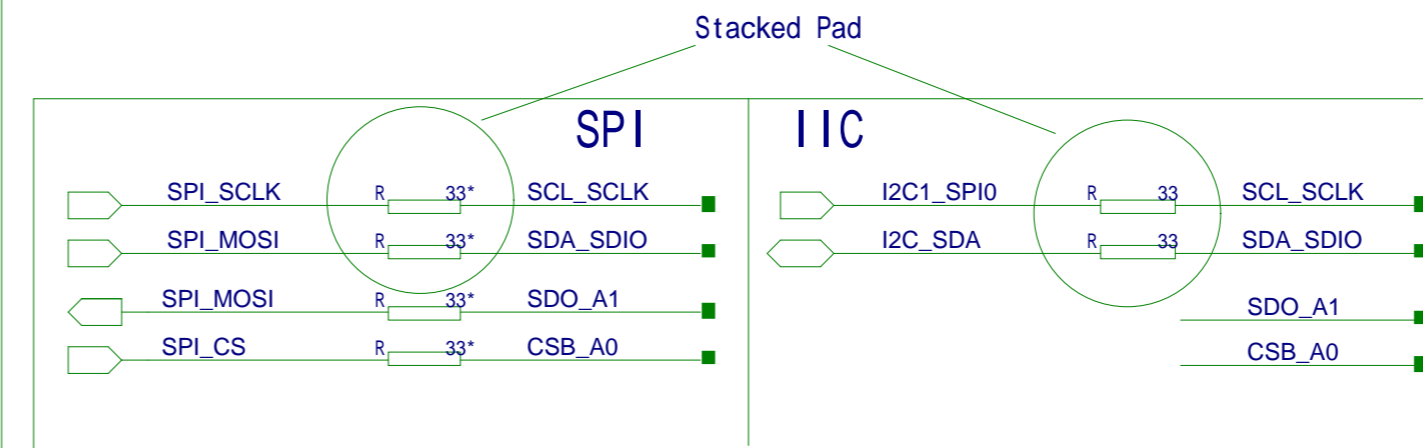 Stacked Pad
SPI
IIC
SPI_SCLK R 33* SCL_SCLK
SPI_MOSI R 33* SDA_SDIO
SPI_MOSI R 33* SDO_A1
SPI_CS R 33* CSB_A0
I2C1_SPI0 R 33 SCL_SCLK
I2C_SDA R 33 SDA_SDIO
SDO_A1
CSB_A0